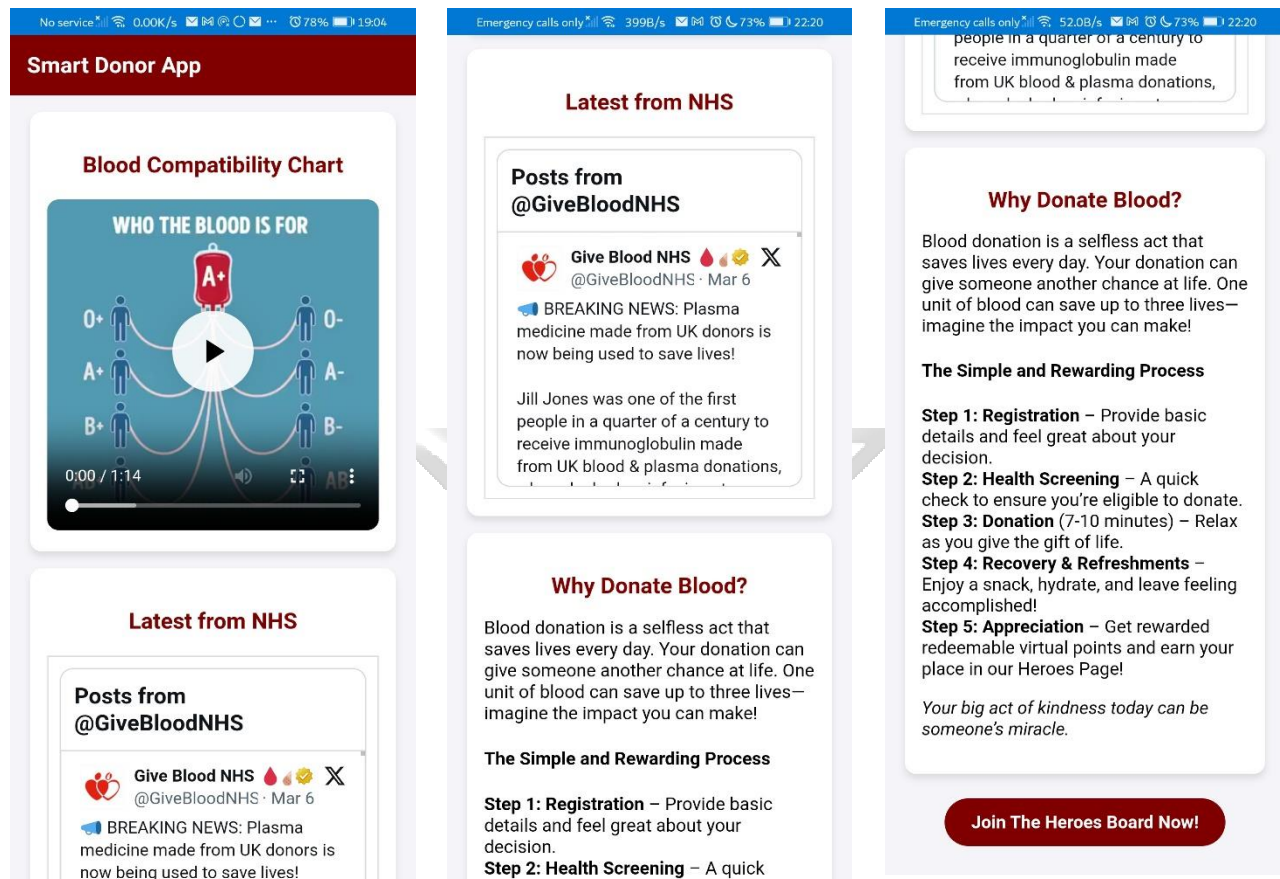 No service 0.00K/s 78% 19:04
Smart Donor App
Blood Compatibility Chart
WHO THE BLOOD IS FOR
A+
O+ O-
A+ A-
B+ B-
AB
0:00 / 1:14
Latest from NHS
Posts from
@GiveBloodNHS
Give Blood NHS
@GiveBloodNHS · Mar 6
BREAKING NEWS: Plasma
medicine made from UK donors is
now being used to save lives!
Emergency calls only 399B/s 73% 22:20
Latest from NHS
Posts from
@GiveBloodNHS
Give Blood NHS
@GiveBloodNHS · Mar 6
BREAKING NEWS: Plasma
medicine made from UK donors is
now being used to save lives!
Jill Jones was one of the first
people in a quarter of a century to
receive immunoglobulin made
from UK blood & plasma donations,
Why Donate Blood?
Blood donation is a selfless act that
saves lives every day. Your donation can
give someone another chance at life. One
unit of blood can save up to three lives—
imagine the impact you can make!
The Simple and Rewarding Process
Step 1: Registration – Provide basic
details and feel great about your
decision.
Step 2: Health Screening – A quick
Emergency calls only 52.0B/s 73% 22:20
people in a quarter of a century to
receive immunoglobulin made
from UK blood & plasma donations,
Why Donate Blood?
Blood donation is a selfless act that
saves lives every day. Your donation can
give someone another chance at life. One
unit of blood can save up to three lives—
imagine the impact you can make!
The Simple and Rewarding Process
Step 1: Registration – Provide basic
details and feel great about your
decision.
Step 2: Health Screening – A quick
check to ensure you're eligible to donate.
Step 3: Donation (7-10 minutes) – Relax
as you give the gift of life.
Step 4: Recovery & Refreshments –
Enjoy a snack, hydrate, and leave feeling
accomplished!
Step 5: Appreciation – Get rewarded
redeemable virtual points and earn your
place in our Heroes Page!
Your big act of kindness today can be
someone's miracle.
Join The Heroes Board Now!